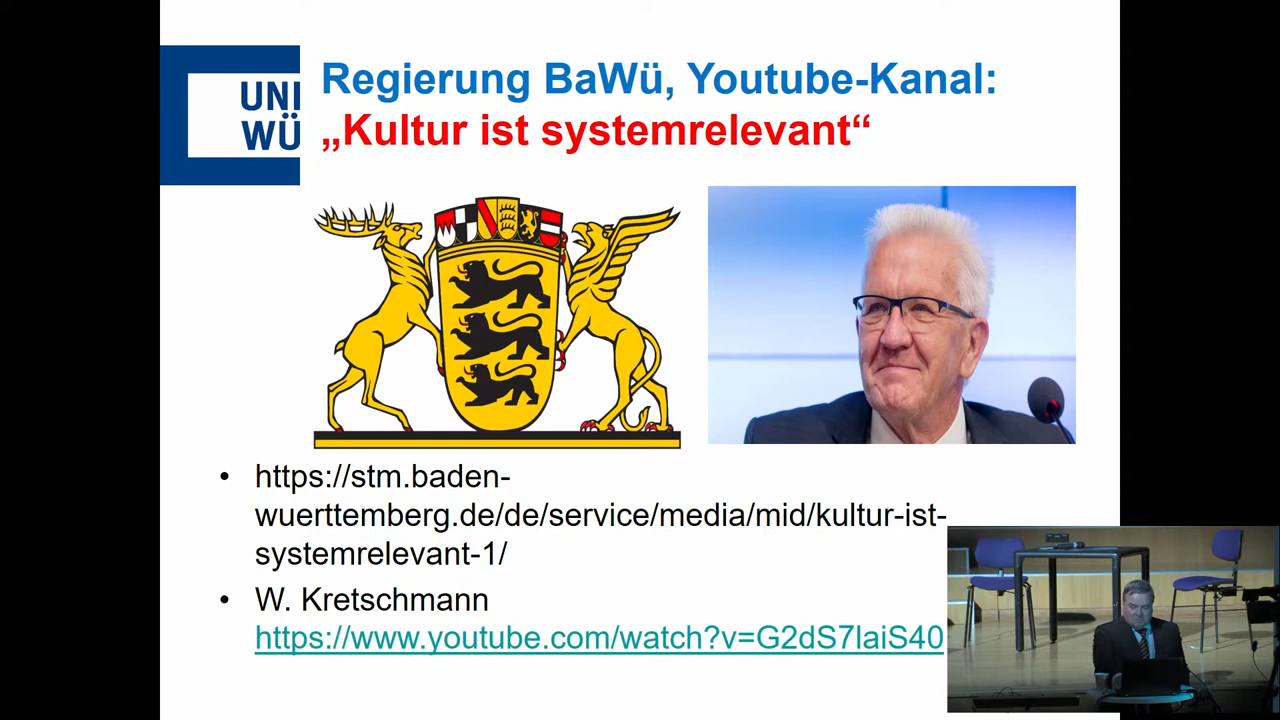 UNI
WÜ
Regierung BaWü, Youtube-Kanal:
„Kultur ist systemrelevant“
• https://stm.baden-
wuerttemberg.de/de/service/media/mid/kultur-ist-
systemrelevant-1/
• W. Kretschmann
https://www.youtube.com/watch?v=G2dS7laiS40